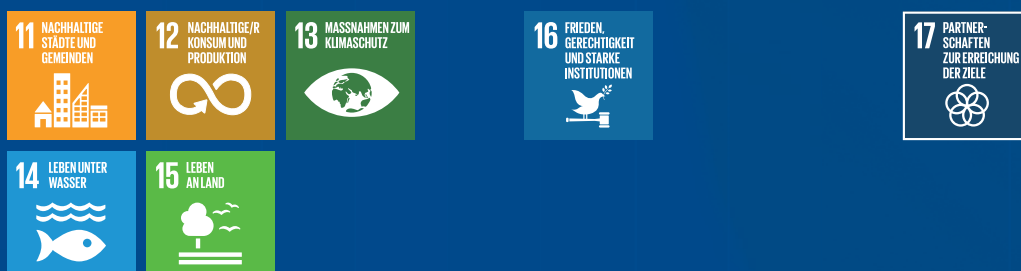 11 NACHHALTIGE
STÄDTE UND
GEMEINDEN
12 NACHHALTIGE/R
KONSUM UND
PRODUKTION
13 MASSNAHMEN ZUM
KLIMASCHUTZ
16 FRIEDEN,
GERECHTIGKEIT
UND STARKE
INSTITUTIONEN
17 PARTNER-
SCHAFTEN
ZUR ERREICHUNG
DER ZIELE
14 LEBEN UNTER
WASSER
15 LEBEN
AN LAND